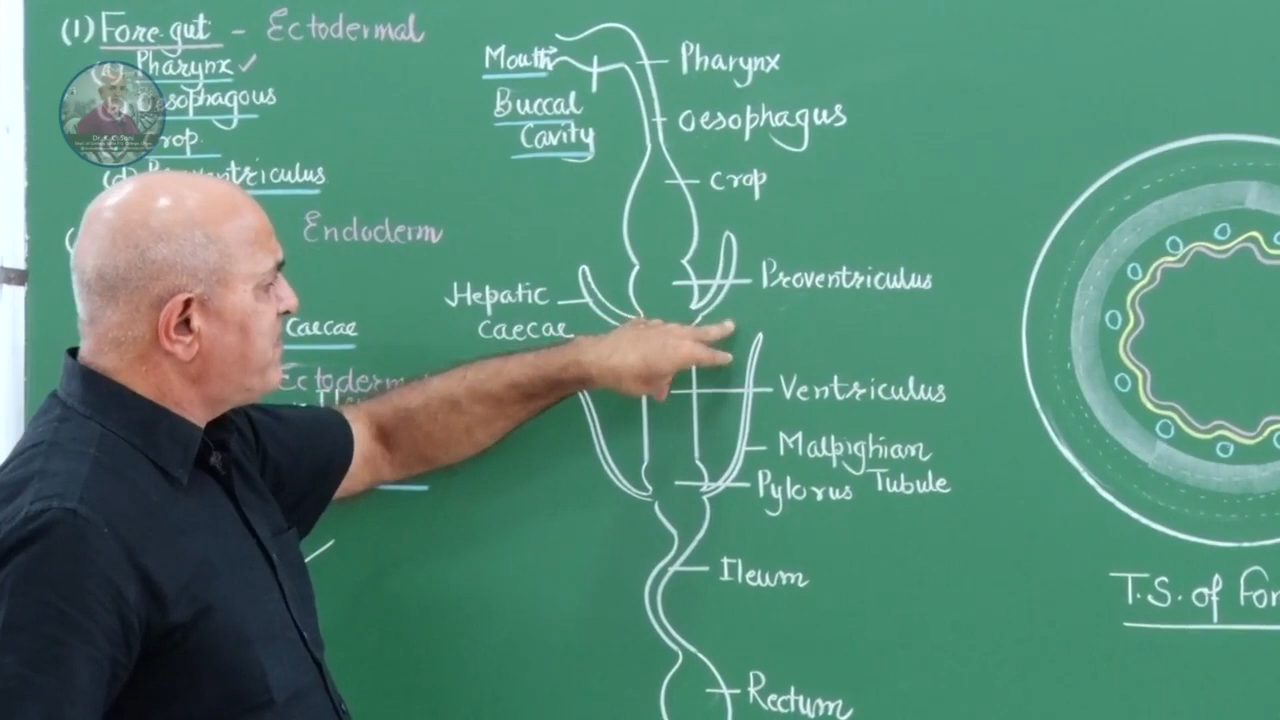 (1) Fore-gut - Ectodermal
(a) Pharynx ✓
(b) Oesophagous
Crop
(d) Proventriculus
Endoderm
Caecae
Ectoderm
Mouth
Buccal
Cavity
Pharynx
oesophagus
Crop
Proventriculus
Hepatic
Caecae
Ventriculus
Malpighian
Tubule
Pylorus
Ileum
Rectum
T.S. of For